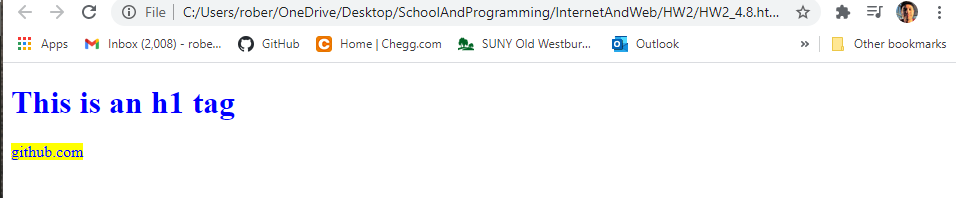 File C:/Users/rober/OneDrive/Desktop/SchoolAndProgramming/InternetAndWeb/HW2/HW2_4.8.ht...
Apps Inbox (2,008) - robe... GitHub Home | Chegg.com SUNY Old Westbur... Outlook » Other bookmarks
This is an h1 tag
github.com